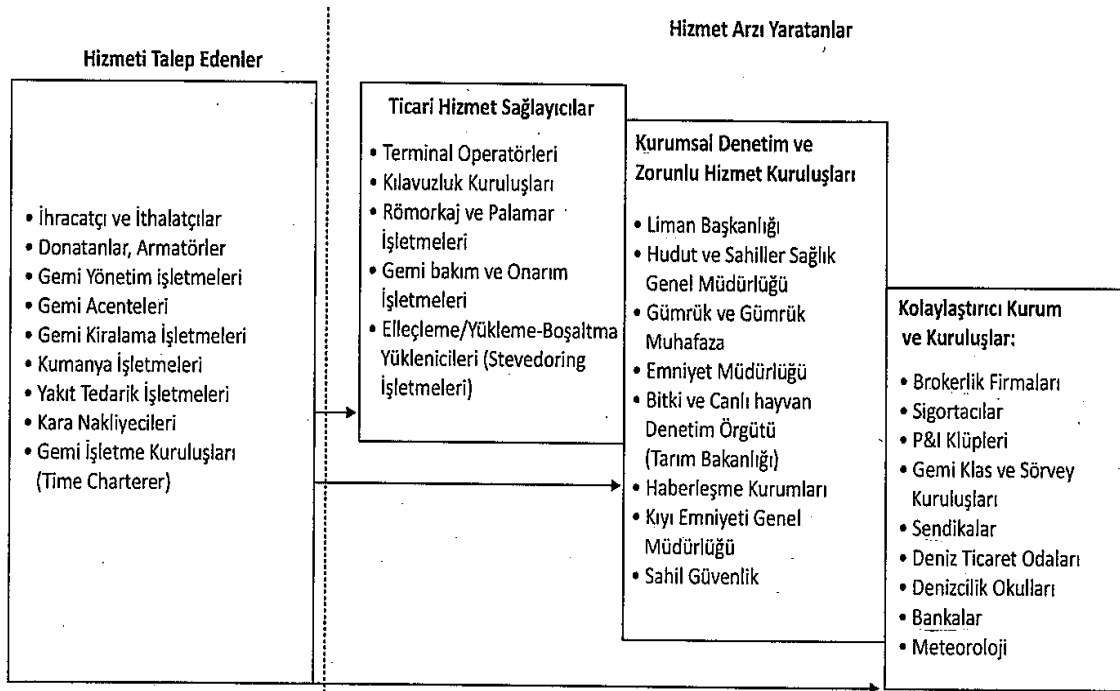 Hizmet Arzı Yaratanlar
Hizmeti Talep Edenler
• İhracatçı ve İthalatçılar
• Donatanlar, Armatörler
• Gemi Yönetim işletmeleri
• Gemi Acenteleri
• Gemi Kiralama İşletmeleri
• Kumanya İşletmeleri
• Yakıt Tedarik İşletmeleri
• Kara Nakliyecileri
• Gemi İşletme Kuruluşları
(Time Charterer)
Ticari Hizmet Sağlayıcılar
• Terminal Operatörleri
• Kılavuzluk Kuruluşları
• Römorkaj ve Palamar
İşletmeleri
• Gemi bakım ve Onarım
İşletmeleri
• Elleçleme/Yükleme-Boşaltma
Yüklenicileri (Stevedoring
İşletmeleri)
Kurumsal Denetim ve
Zorunlu Hizmet Kuruluşları
• Liman Başkanlığı
• Hudut ve Sahiller Sağlık
Genel Müdürlüğü
• Gümrük ve Gümrük
Muhafaza
• Emniyet Müdürlüğü
• Bitki ve Canlı hayvan
Denetim Örgütü
(Tarım Bakanlığı)
• Haberleşme Kurumları
• Kıyı Emniyeti Genel
Müdürlüğü
• Sahil Güvenlik
Kolaylaştırıcı Kurum
ve Kuruluşlar:
• Brokerlik Firmaları
• Sigortacılar
• P&I Klüpleri
• Gemi Klas ve Sörvey
Kuruluşları
• Sendikalar
• Deniz Ticaret Odaları
• Denizcilik Okulları
• Bankalar
• Meteoroloji